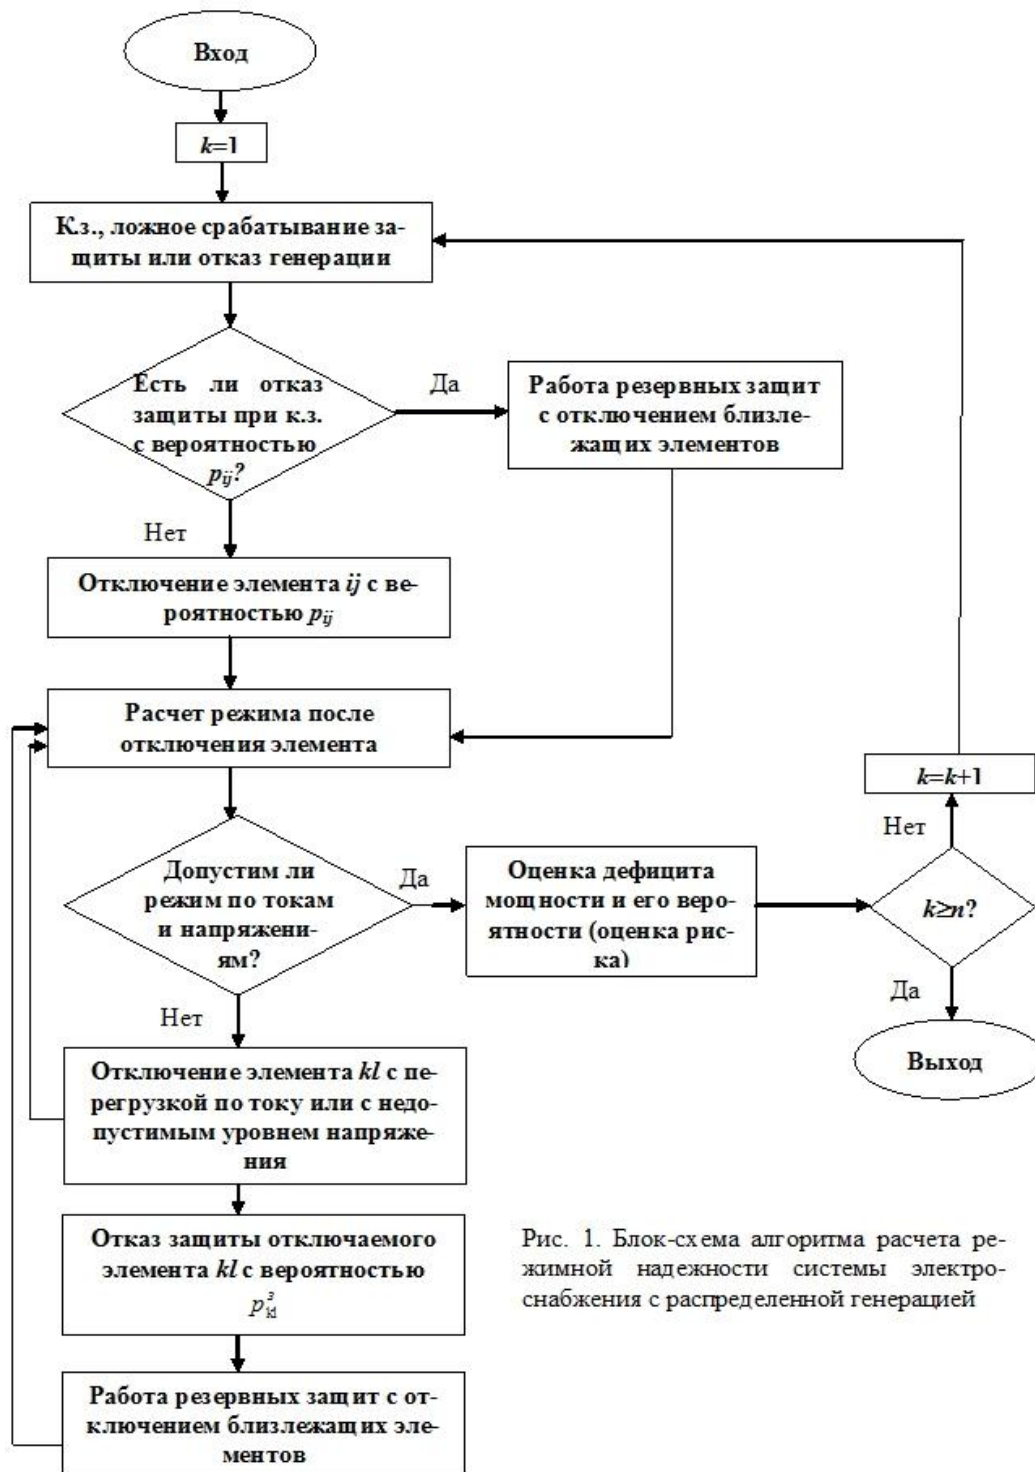 Вход
k=1
К.з., ложное срабатывание за-
щиты или отказ генерации
Есть ли отказ
защиты при к.з.
с вероятностью
pij?
Да
Работа резервных защит
с отключением близле-
жащих элементов
Нет
Отключение элемента ij с ве-
роятностью pij
Расчет режима после
отключения элемента
k=k+1
Нет
Допустим ли
режим по токам
и напряжени-
ям?
Да
Оценка дефицита
мощности и его веро-
ятности (оценка рис-
ка)
k≥n?
Да
Выход
Нет
Отключение элемента kl с пе-
регрузкой по току или с недо-
пустимым уровнем напряже-
ния
Отказ защиты отключаемого
элемента kl с вероятностью
p^з_kl
Работа резервных защит с от-
ключением близлежащих эле-
ментов
Рис. 1. Блок-схема алгоритма расчета ре-
жимной надежности системы электро-
снабжения с распределенной генерацией